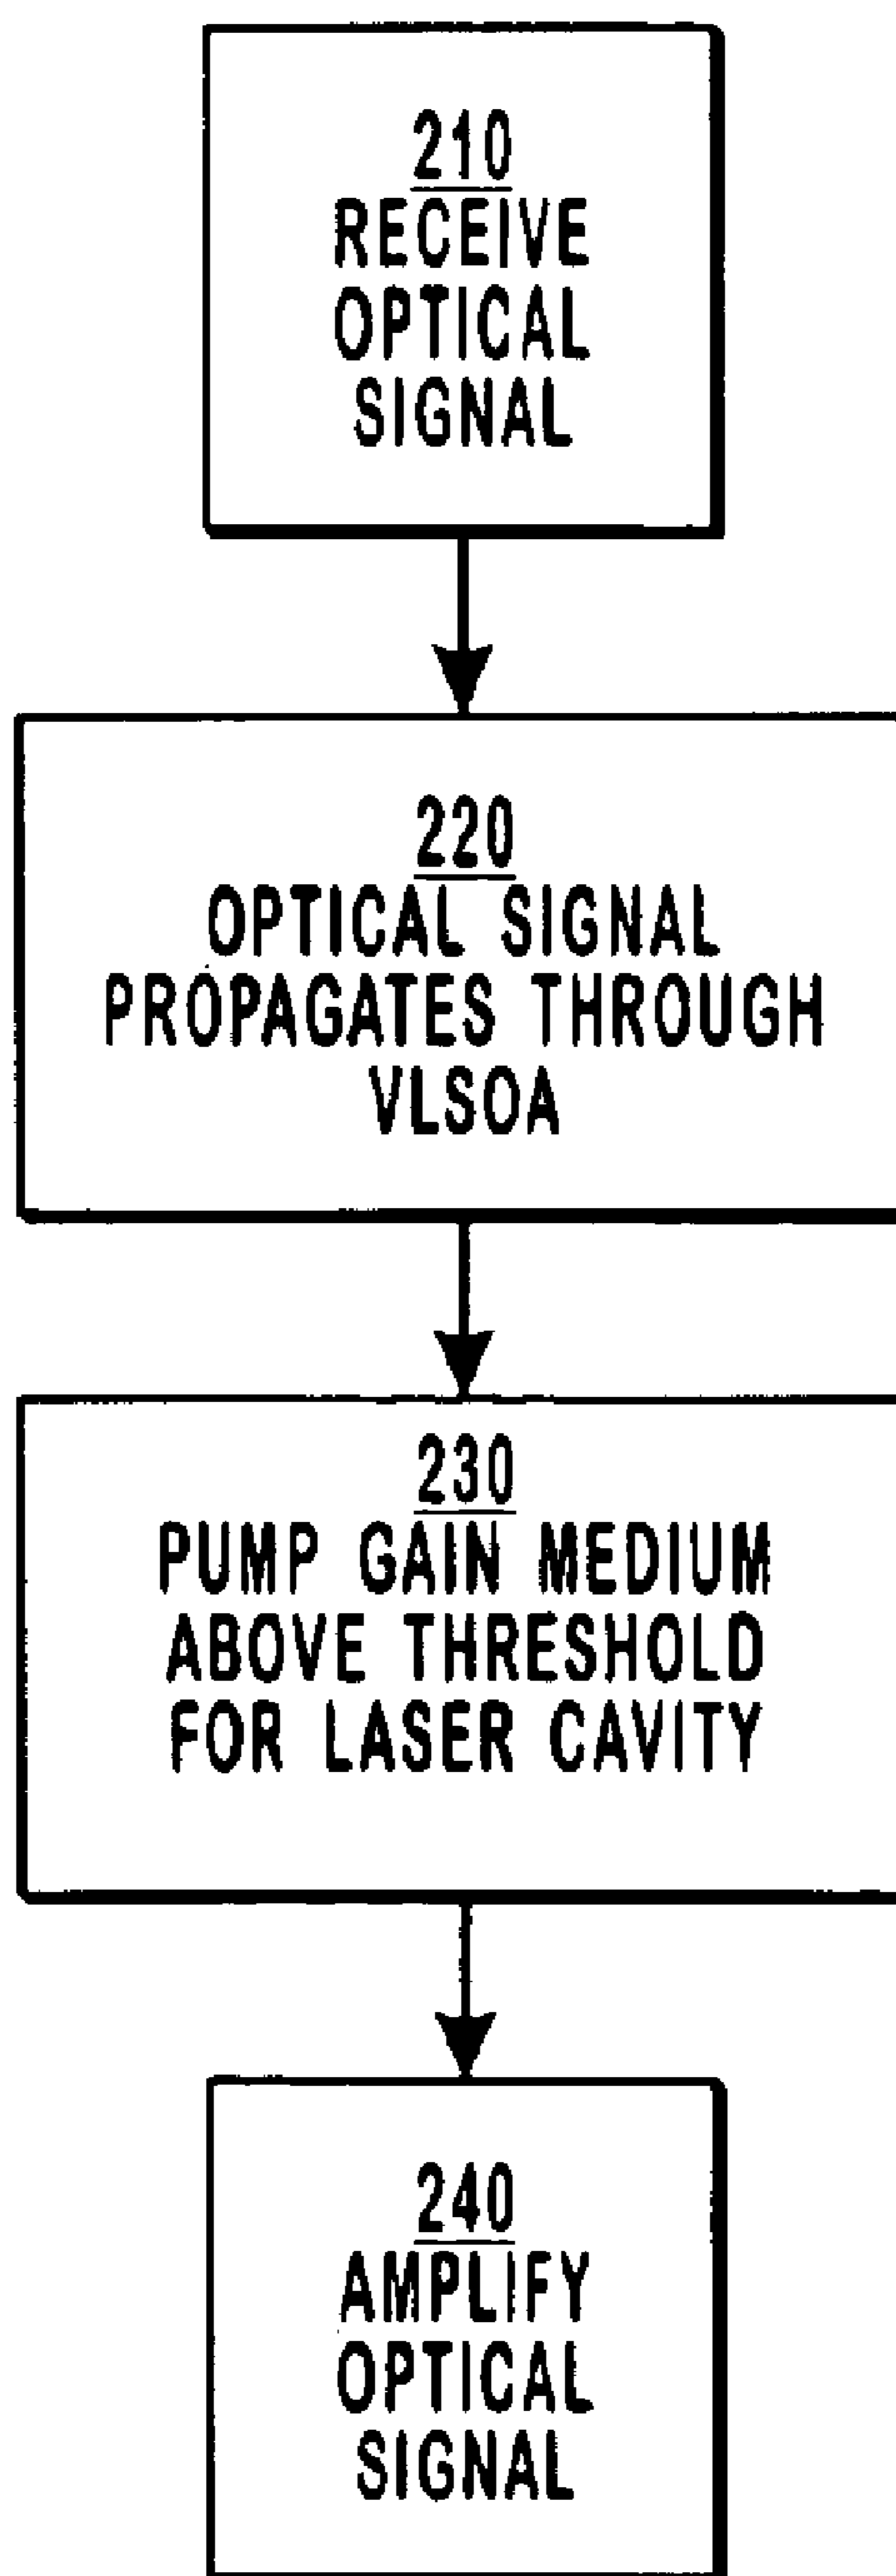 210
RECEIVE
OPTICAL
SIGNAL
220
OPTICAL SIGNAL
PROPAGATES THROUGH
VLSOA
230
PUMP GAIN MEDIUM
ABOVE THRESHOLD
FOR LASER CAVITY
240
AMPLIFY
OPTICAL
SIGNAL